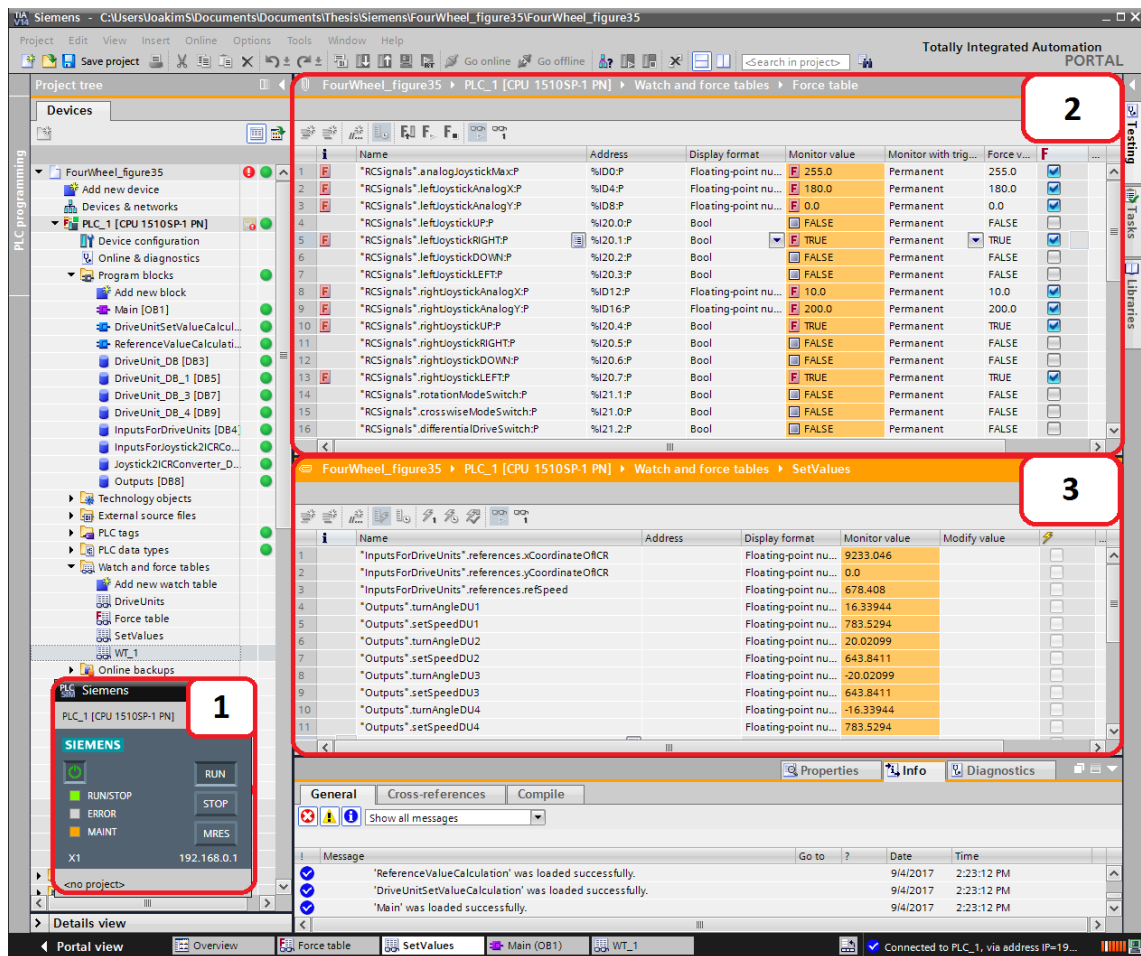 TIA V14 Siemens - C:\Users\JoakimS\Documents\Documents\Thesis\Siemens\FourWheel_figure35\FourWheel_figure35
Project Edit View Insert Online Options Tools Window Help
Totally Integrated Automation
PORTAL
Save project Go online Go offline <Search in project>
Project tree
Devices
PLC programming
FourWheel_figure35
Add new device
Devices & networks
PLC_1 [CPU 1510SP-1 PN]
Device configuration
Online & diagnostics
Program blocks
Add new block
Main [OB1]
DriveUnitSetValueCalcul...
ReferenceValueCalculati...
DriveUnit_DB [DB3]
DriveUnit_DB_1 [DB5]
DriveUnit_DB_3 [DB7]
DriveUnit_DB_4 [DB9]
InputsForDriveUnits [DB4]
InputsForJoystick2ICRCo...
Joystick2ICRConverter_D...
Outputs [DB8]
Technology objects
External source files
PLC tags
PLC data types
Watch and force tables
Add new watch table
DriveUnits
Force table
SetValues
WT_1
Online backups
PLC SIM Siemens
1
PLC_1 [CPU 1510SP-1 PN]
SIEMENS
RUN
RUN/STOP
STOP
ERROR
MAINT
MRES
X1 192.168.0.1
<no project>
Details view
FourWheel_figure35 ▸ PLC_1 [CPU 1510SP-1 PN] ▸ Watch and force tables ▸ Force table
2
i Name Address Display format Monitor value Monitor with trig... Force v... F ...
1 F "RCSignals".analogJoystickMax:P %ID0:P Floating-point nu... F 255.0 Permanent 255.0
2 F "RCSignals".leftJoystickAnalogX:P %ID4:P Floating-point nu... F 180.0 Permanent 180.0
3 F "RCSignals".leftJoystickAnalogY:P %ID8:P Floating-point nu... F 0.0 Permanent 0.0
4 "RCSignals".leftJoystickUP:P %I20.0:P Bool FALSE Permanent FALSE
5 F "RCSignals".leftJoystickRIGHT:P %I20.1:P Bool F TRUE Permanent TRUE
6 "RCSignals".leftJoystickDOWN:P %I20.2:P Bool FALSE Permanent FALSE
7 "RCSignals".leftJoystickLEFT:P %I20.3:P Bool FALSE Permanent FALSE
8 F "RCSignals".rightJoystickAnalogX:P %ID12:P Floating-point nu... F 10.0 Permanent 10.0
9 F "RCSignals".rightJoystickAnalogY:P %ID16:P Floating-point nu... F 200.0 Permanent 200.0
10 F "RCSignals".rightJoystickUP:P %I20.4:P Bool F TRUE Permanent TRUE
11 "RCSignals".rightJoystickRIGHT:P %I20.5:P Bool FALSE Permanent FALSE
12 "RCSignals".rightJoystickDOWN:P %I20.6:P Bool FALSE Permanent FALSE
13 F "RCSignals".rightJoystickLEFT:P %I20.7:P Bool F TRUE Permanent TRUE
14 "RCSignals".rotationModeSwitch:P %I21.1:P Bool FALSE Permanent FALSE
15 "RCSignals".crosswiseModeSwitch:P %I21.0:P Bool FALSE Permanent FALSE
16 "RCSignals".differentialDriveSwitch:P %I21.2:P Bool FALSE Permanent FALSE
FourWheel_figure35 ▸ PLC_1 [CPU 1510SP-1 PN] ▸ Watch and force tables ▸ SetValues
3
i Name Address Display format Monitor value Modify value ...
1 "InputsForDriveUnits".references.xCoordinateOfICR Floating-point nu... 9233.046
2 "InputsForDriveUnits".references.yCoordinateOfICR Floating-point nu... 0.0
3 "InputsForDriveUnits".references.refSpeed Floating-point nu... 678.408
4 "Outputs".turnAngleDU1 Floating-point nu... 16.33944
5 "Outputs".setSpeedDU1 Floating-point nu... 783.5294
6 "Outputs".turnAngleDU2 Floating-point nu... 20.02099
7 "Outputs".setSpeedDU2 Floating-point nu... 643.8411
8 "Outputs".turnAngleDU3 Floating-point nu... -20.02099
9 "Outputs".setSpeedDU3 Floating-point nu... 643.8411
10 "Outputs".turnAngleDU4 Floating-point nu... -16.33944
11 "Outputs".setSpeedDU4 Floating-point nu... 783.5294
Properties Info Diagnostics
General Cross-references Compile
Show all messages
! Message Go to ? Date Time
'ReferenceValueCalculation' was loaded successfully. 9/4/2017 2:23:12 PM
'DriveUnitSetValueCalculation' was loaded successfully. 9/4/2017 2:23:12 PM
'Main' was loaded successfully. 9/4/2017 2:23:12 PM
Testing
Tasks
Libraries
Portal view Overview Force table SetValues Main (OB1) WT_1 Connected to PLC_1, via address IP=19...